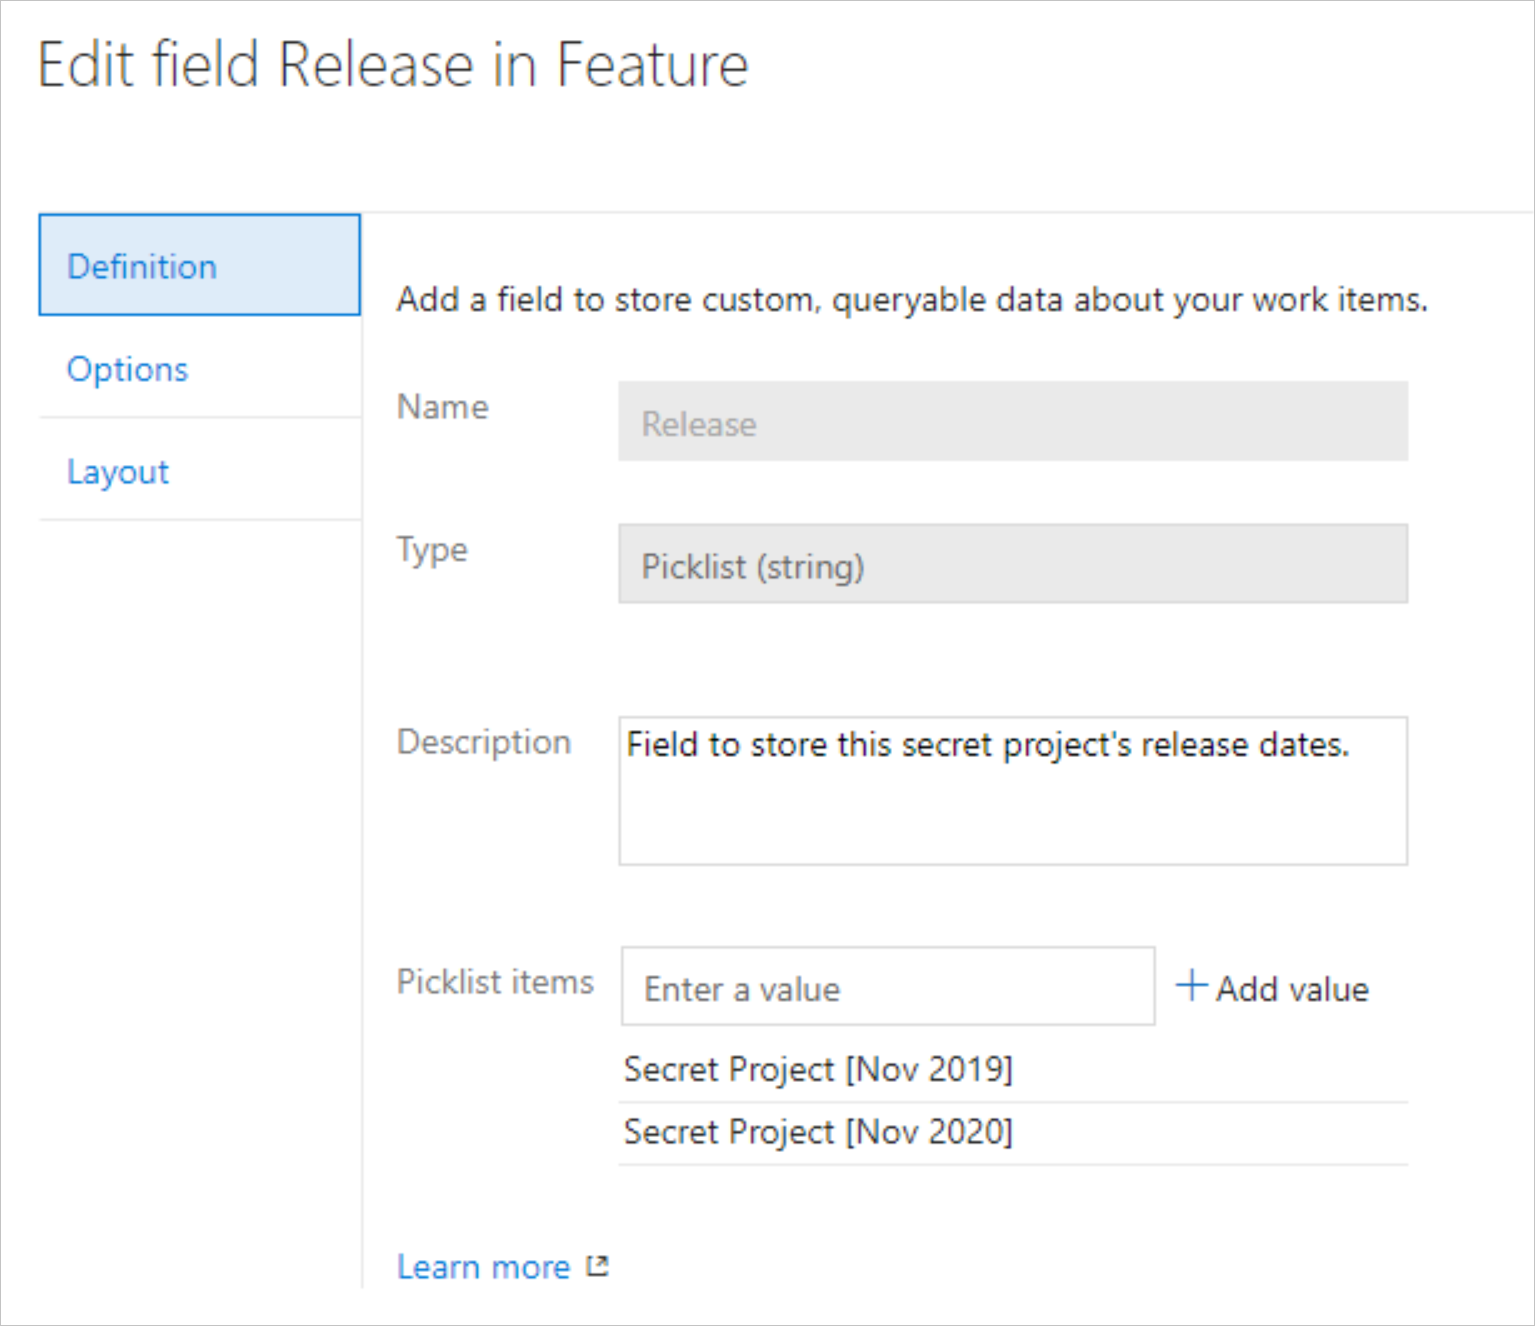 Edit field Release in Feature
Definition
Options
Layout
Add a field to store custom, queryable data about your work items.
Name
Release
Type
Picklist (string)
Description
Field to store this secret project's release dates.
Picklist items
Enter a value
Add value
Secret Project [Nov 2019]
Secret Project [Nov 2020]
Learn more